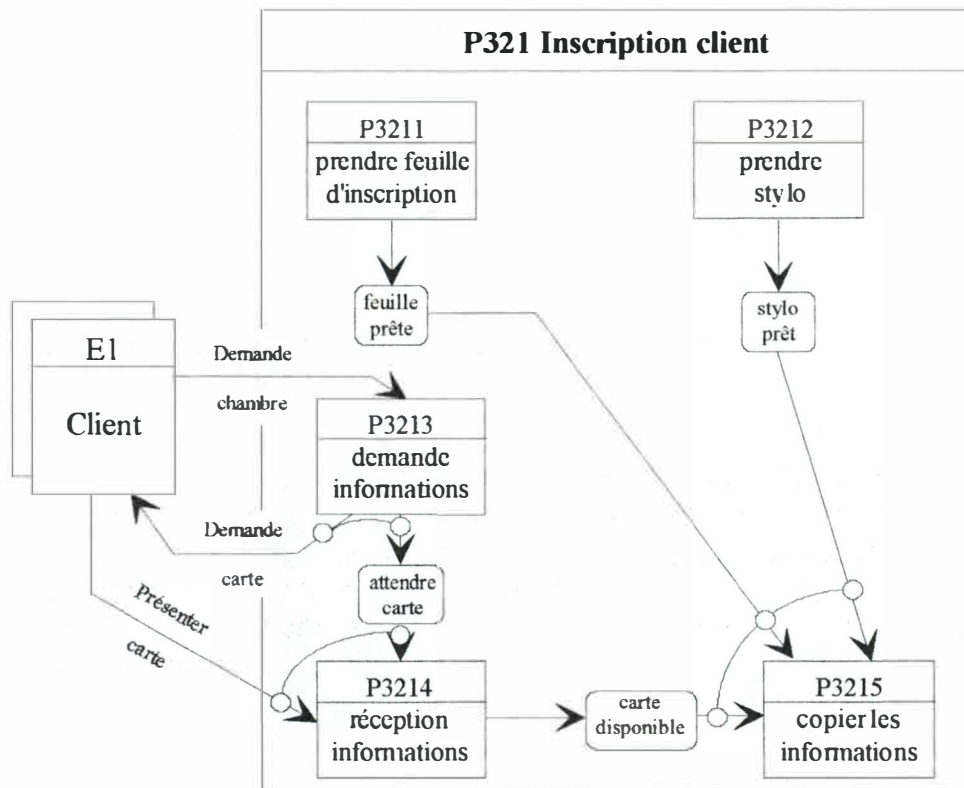 P321 Inscription client
P3211
prendre feuille
d'inscription
P3212
prendre
stylo
feuille
prête
stylo
prêt
E1
Client
Demande
chambre
P3213
demande
informations
Demande
carte
attendre
carte
Présenter
carte
P3214
réception
informations
carte
disponible
P3215
copier les
informations